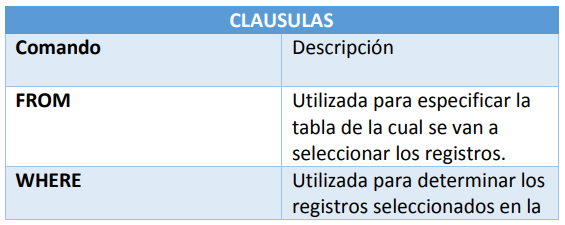 CLAUSULAS
Comando Descripción
FROM Utilizada para especificar la
tabla de la cual se van a
seleccionar los registros.
WHERE Utilizada para determinar los
registros seleccionados en la